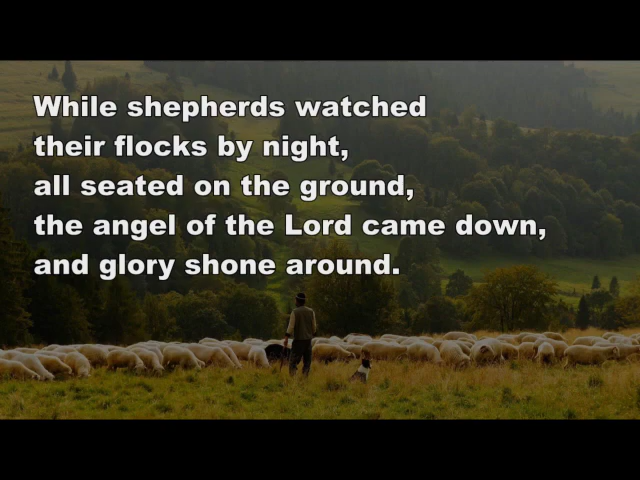 While shepherds watched
their flocks by night,
all seated on the ground,
the angel of the Lord came down,
and glory shone around.